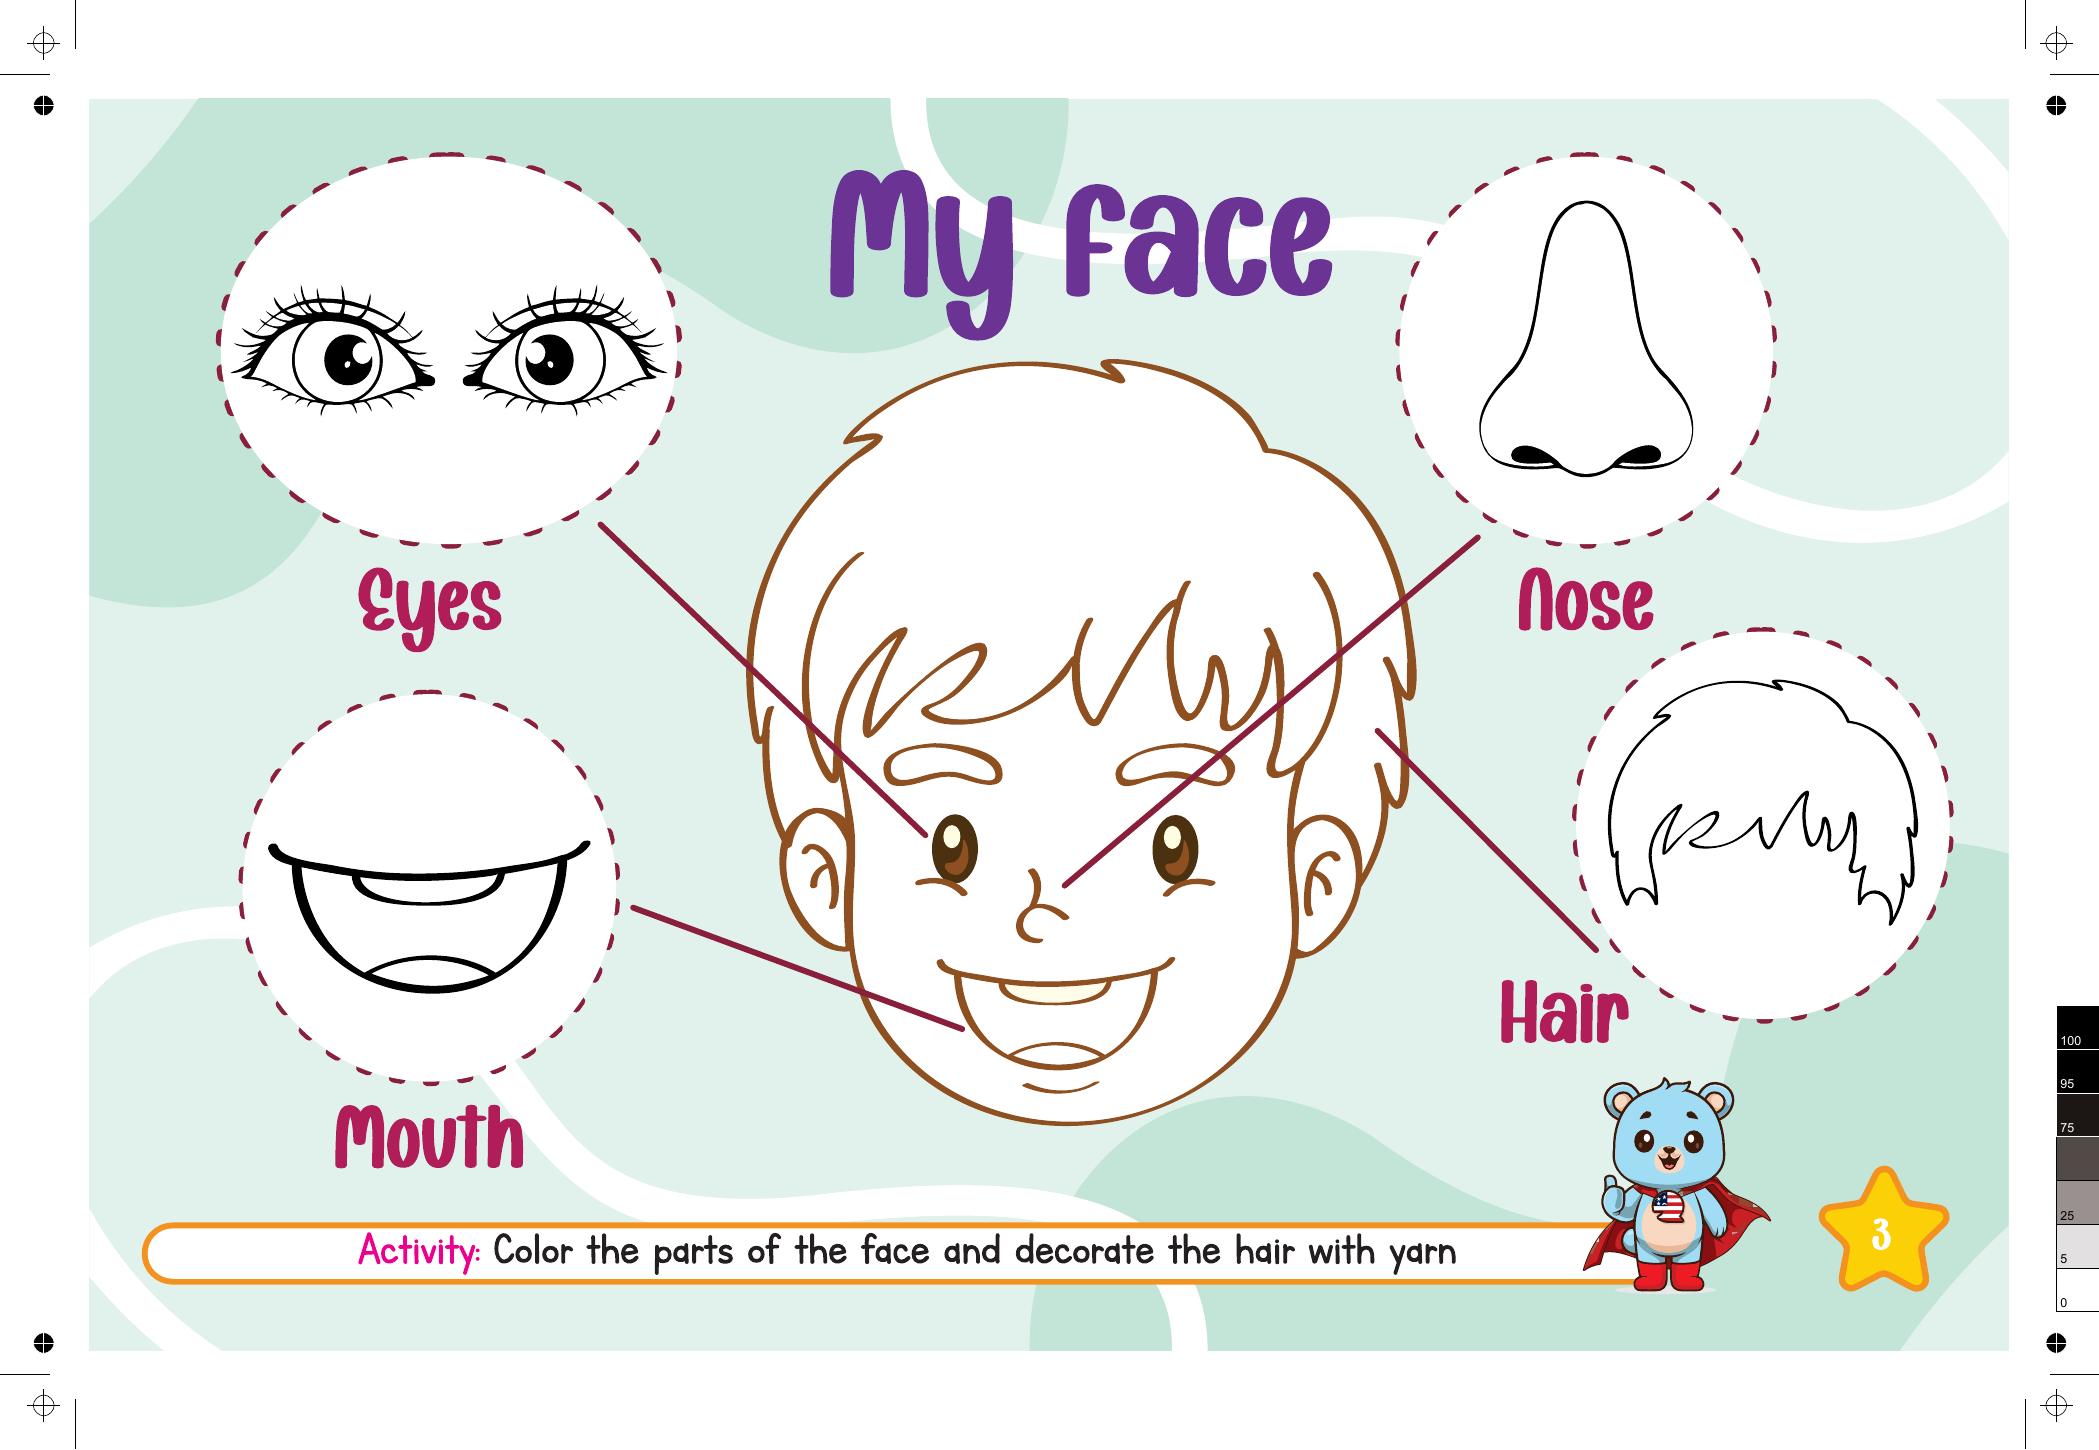 My face
Eyes
Nose
Mouth
Hair
Activity: Color the parts of the face and decorate the hair with yarn
3
100
95
75
25
5
0